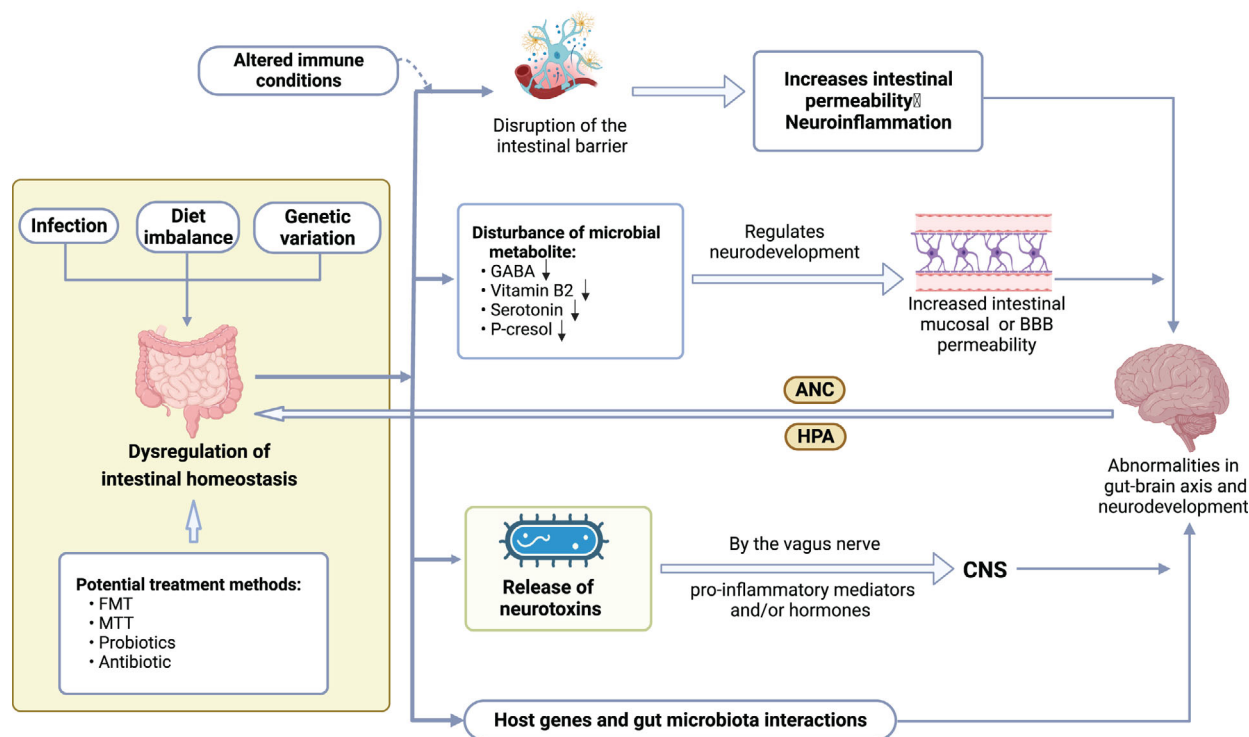 Altered immune
conditions
Disruption of the
intestinal barrier
Increases intestinal
permeability
Neuroinflammation
Infection
Diet
imbalance
Genetic
variation
Dysregulation of
intestinal homeostasis
Potential treatment methods:
• FMT
• MTT
• Probiotics
• Antibiotic
Disturbance of microbial
metabolite:
• GABA ↓
• Vitamin B2 ↓
• Serotonin ↓
• P-cresol ↓
Regulates
neurodevelopment
Increased intestinal
mucosal or BBB
permeability
ANC
HPA
Abnormalities in
gut-brain axis and
neurodevelopment
Release of
neurotoxins
By the vagus nerve
pro-inflammatory mediators
and/or hormones
CNS
Host genes and gut microbiota interactions